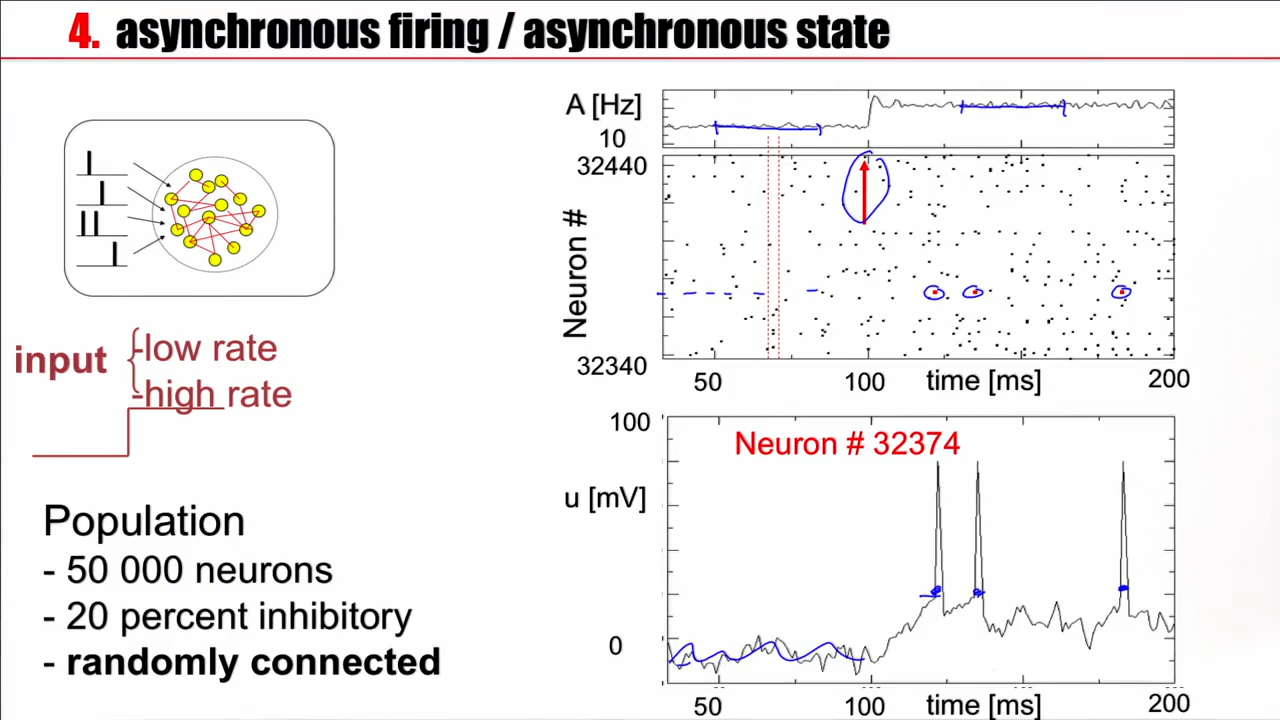 4. asynchronous firing / asynchronous state
A [Hz]
10
32440
Neuron #
32340
50
100
time [ms]
200
input
-low rate
-high rate
100
Neuron # 32374
u [mV]
0
50
100
time [ms]
200
Population
- 50 000 neurons
- 20 percent inhibitory
- randomly connected